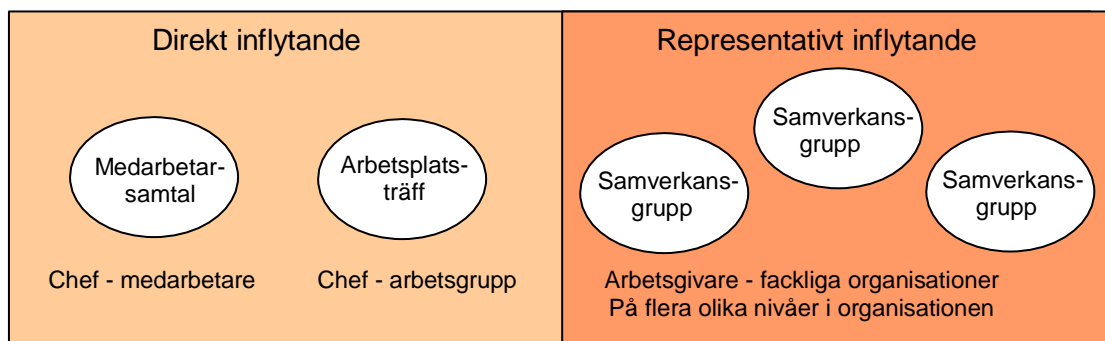 Direkt inflytande
Medarbetar-
samtal
Arbetsplats-
träff
Chef - medarbetare
Chef - arbetsgrupp
Representativt inflytande
Samverkans-
grupp
Samverkans-
grupp
Samverkans-
grupp
Arbetsgivare - fackliga organisationer
På flera olika nivåer i organisationen